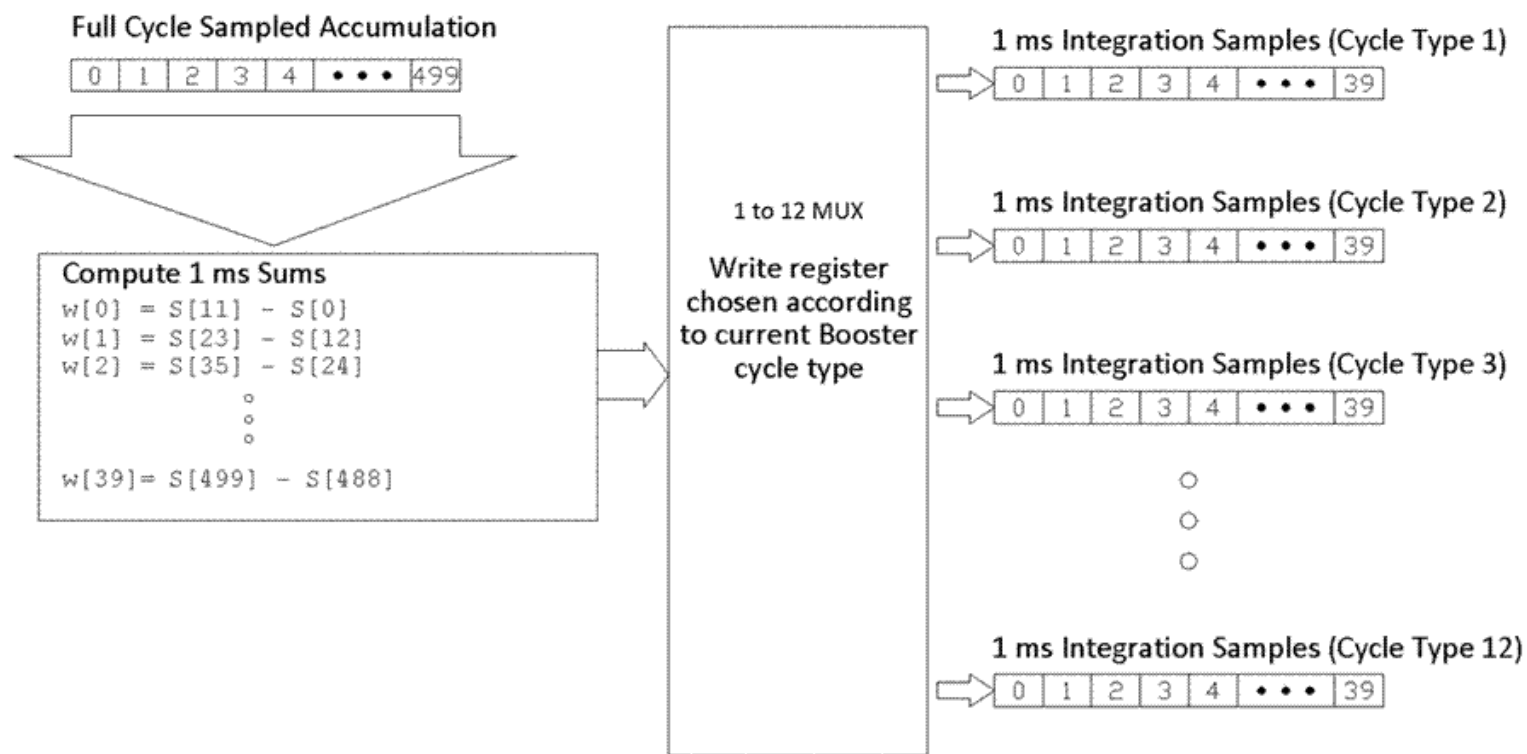 Full Cycle Sampled Accumulation
0 1 2 3 4 • • • 499
Compute 1 ms Sums
w[0] = S[11] - S[0]
w[1] = S[23] - S[12]
w[2] = S[35] - S[24]
w[39]= S[499] - S[488]
1 to 12 MUX
Write register
chosen according
to current Booster
cycle type
1 ms Integration Samples (Cycle Type 1)
0 1 2 3 4 • • • 39
1 ms Integration Samples (Cycle Type 2)
0 1 2 3 4 • • • 39
1 ms Integration Samples (Cycle Type 3)
0 1 2 3 4 • • • 39
1 ms Integration Samples (Cycle Type 12)
0 1 2 3 4 • • • 39